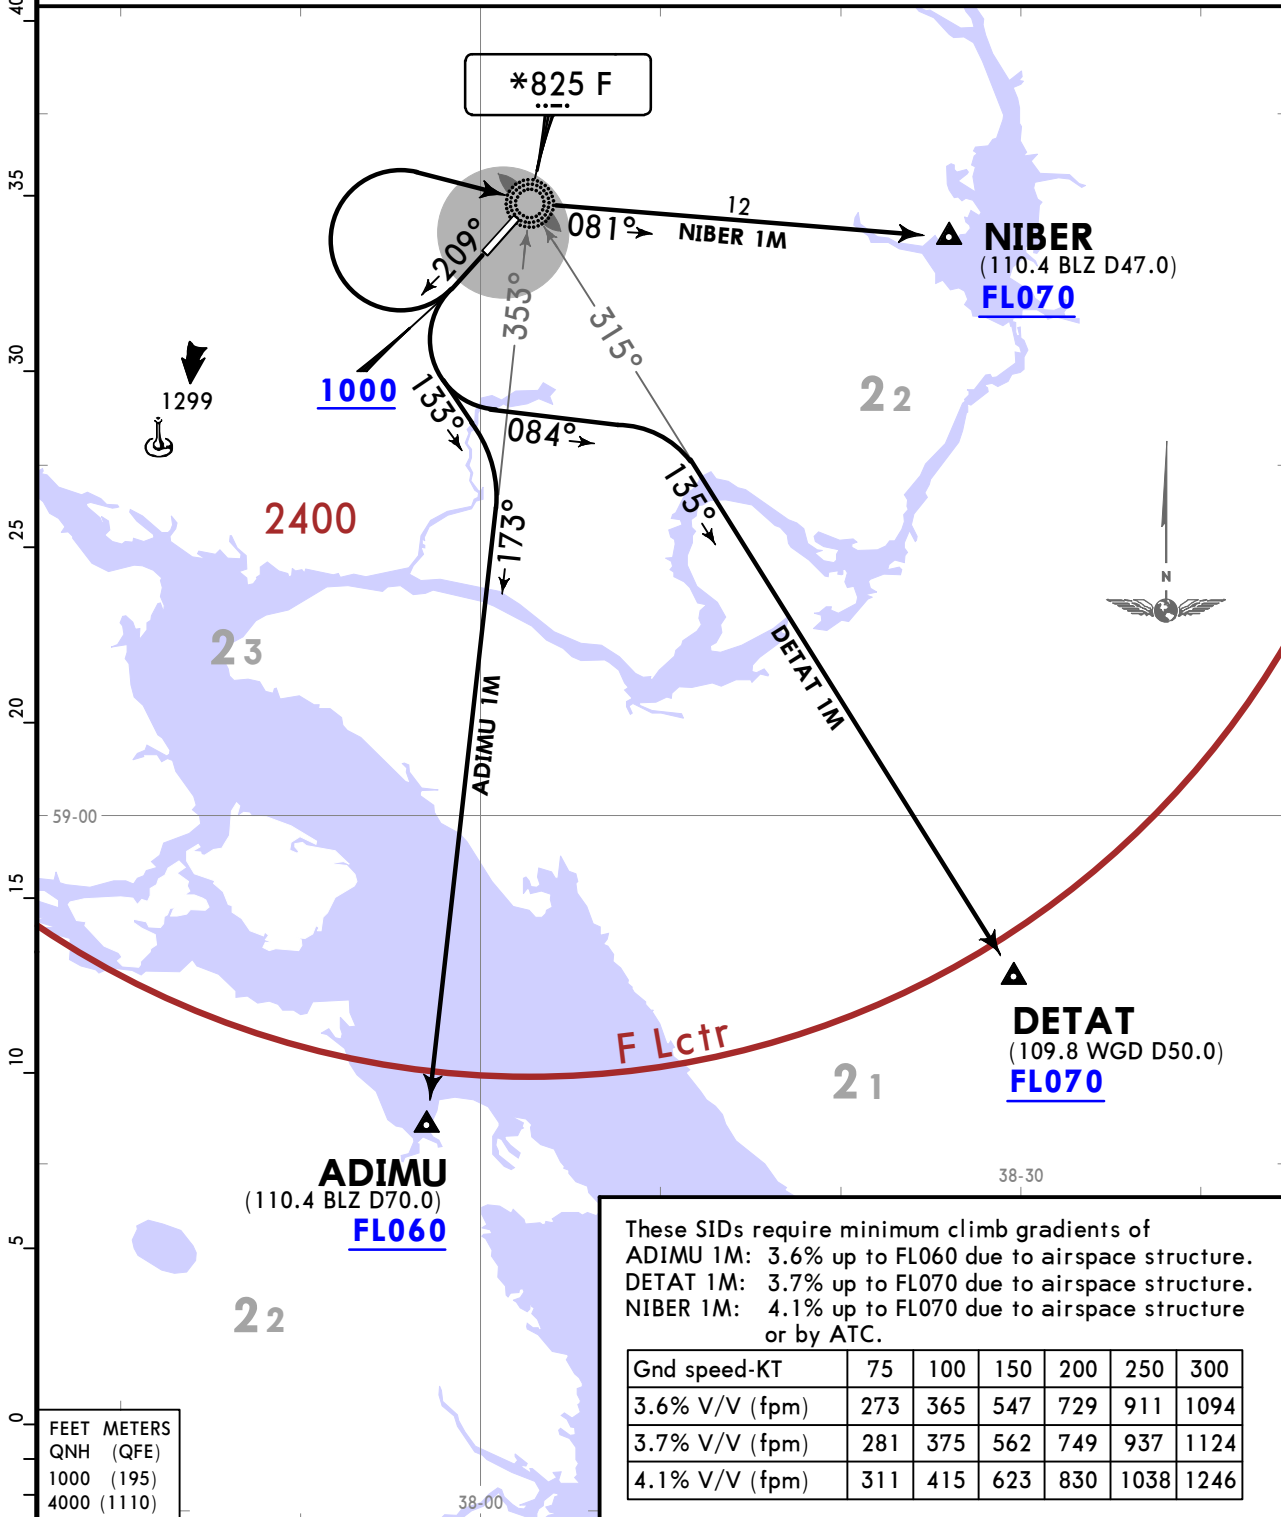 40
*825 F
35
12
081°
NIBER 1M
NIBER
(110.4 BLZ D47.0)
FL070
209°
353°
315°
30
1299
1000
133°
084°
22
135°
2400
173°
25
N
23
DETAT 1M
ADIMU 1M
20
59-00
15
F Lctr
DETAT
(109.8 WGD D50.0)
FL070
10
21
ADIMU
(110.4 BLZ D70.0)
FL060
38-30
5
22
These SIDs require minimum climb gradients of
ADIMU 1M: 3.6% up to FL060 due to airspace structure.
DETAT 1M: 3.7% up to FL070 due to airspace structure.
NIBER 1M: 4.1% up to FL070 due to airspace structure
or by ATC.
Gnd speed-KT 75 100 150 200 250 300
3.6% V/V (fpm) 273 365 547 729 911 1094
3.7% V/V (fpm) 281 375 562 749 937 1124
4.1% V/V (fpm) 311 415 623 830 1038 1246
0
FEET METERS
QNH (QFE)
1000 (195)
4000 (1110)
38-00